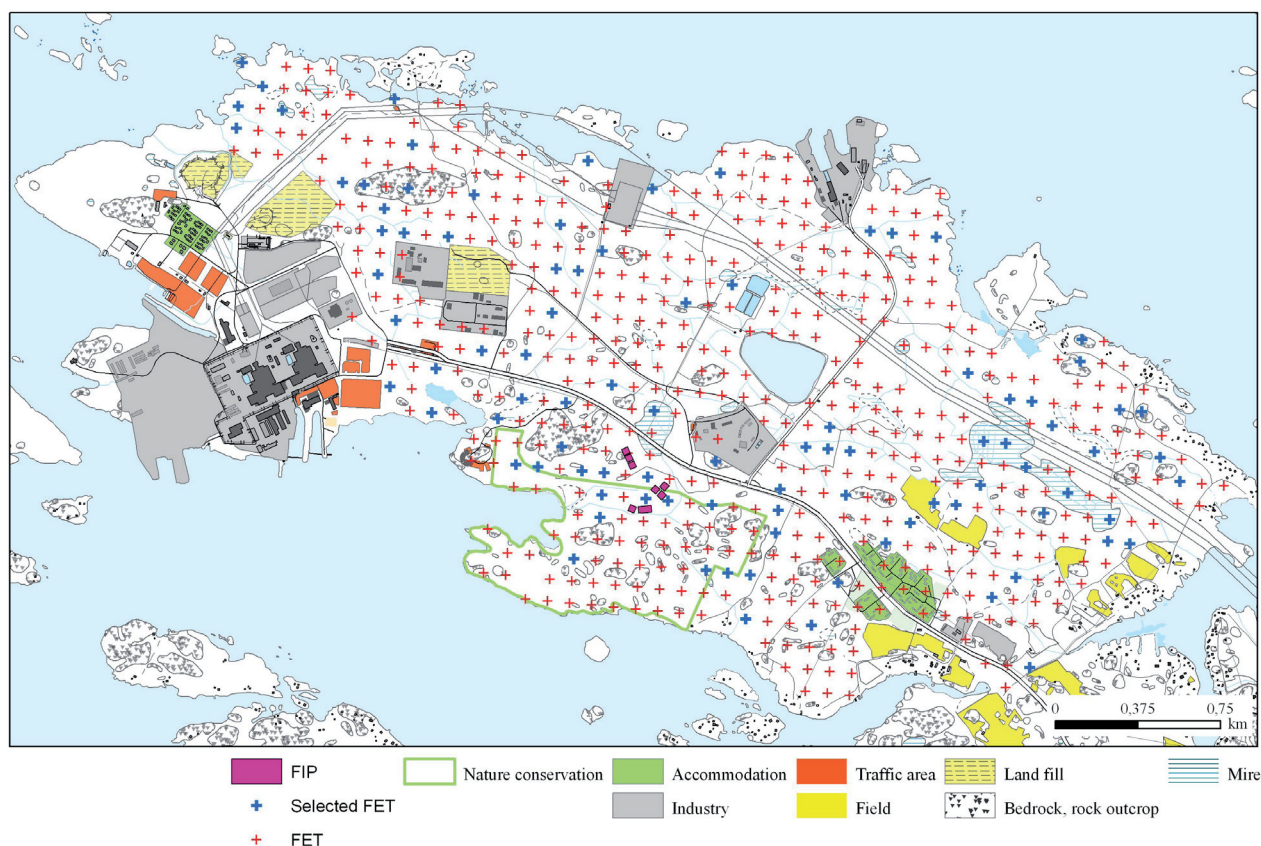 0 0,375 0,75
km
FIP Nature conservation Accommodation Traffic area Land fill Mire
Selected FET Industry Field Bedrock, rock outcrop
FET